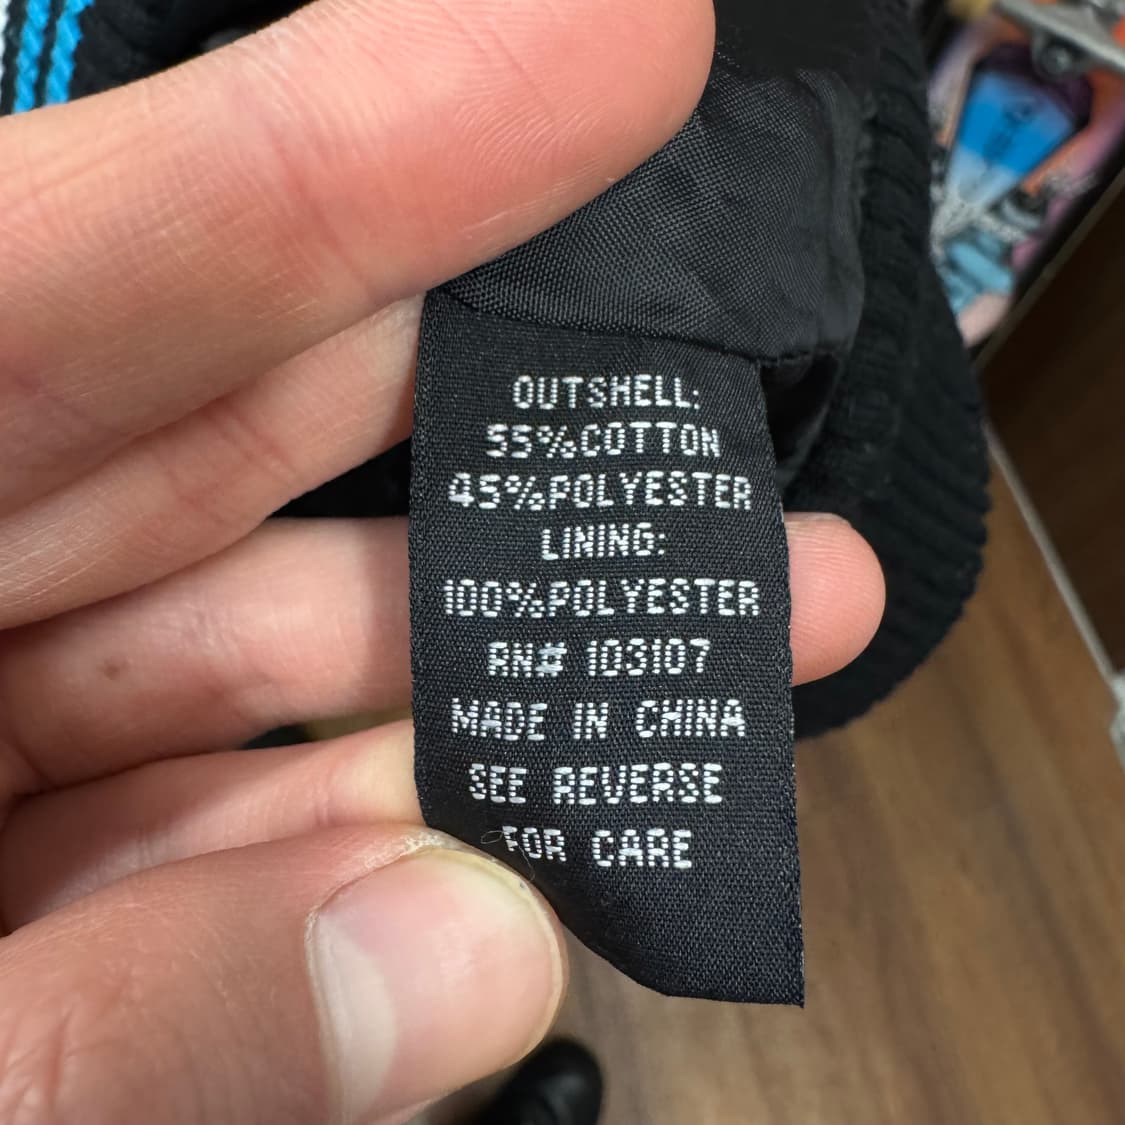 OUTSHELL:
55%COTTON
45%POLYESTER
LINING:
100%POLYESTER
RN# 103107
MADE IN CHINA
SEE REVERSE
FOR CARE